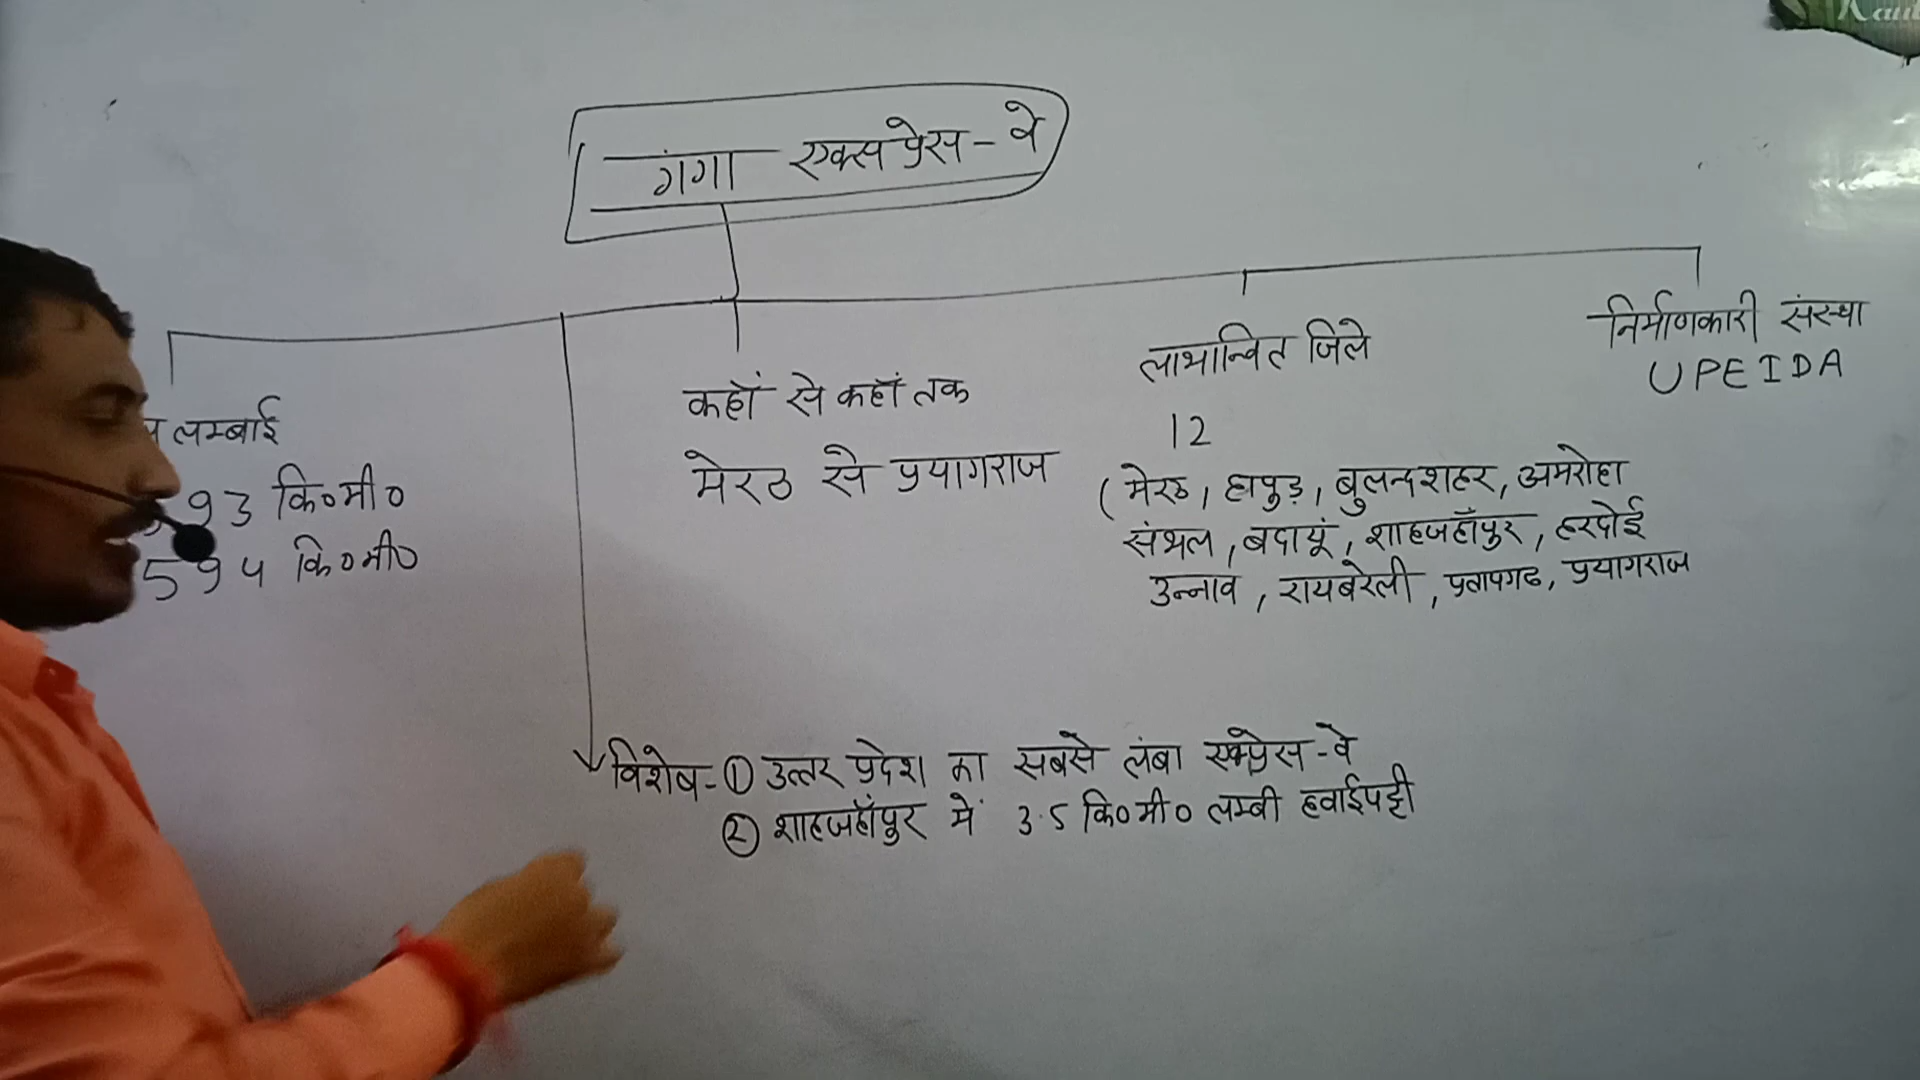 गंगा एक्सप्रेस-वे
लम्बाई
93 कि०मी०
594 कि०मी०
कहाँ से कहाँ तक
मेरठ से प्रयागराज
लाभान्वित जिले
12
(मेरठ, हापुड़, बुलन्दशहर, अमरोहा
संभल, बदायूं, शाहजहाँपुर, हरदोई
उन्नाव, रायबरेली, प्रतापगढ, प्रयागराज
निर्माणकारी संस्था
UPEIDA
विशेष- ① उत्तर प्रदेश का सबसे लंबा एक्प्रेस-वे
② शाहजहाँपुर में 3.5 कि०मी० लम्बी हवाईपट्टी